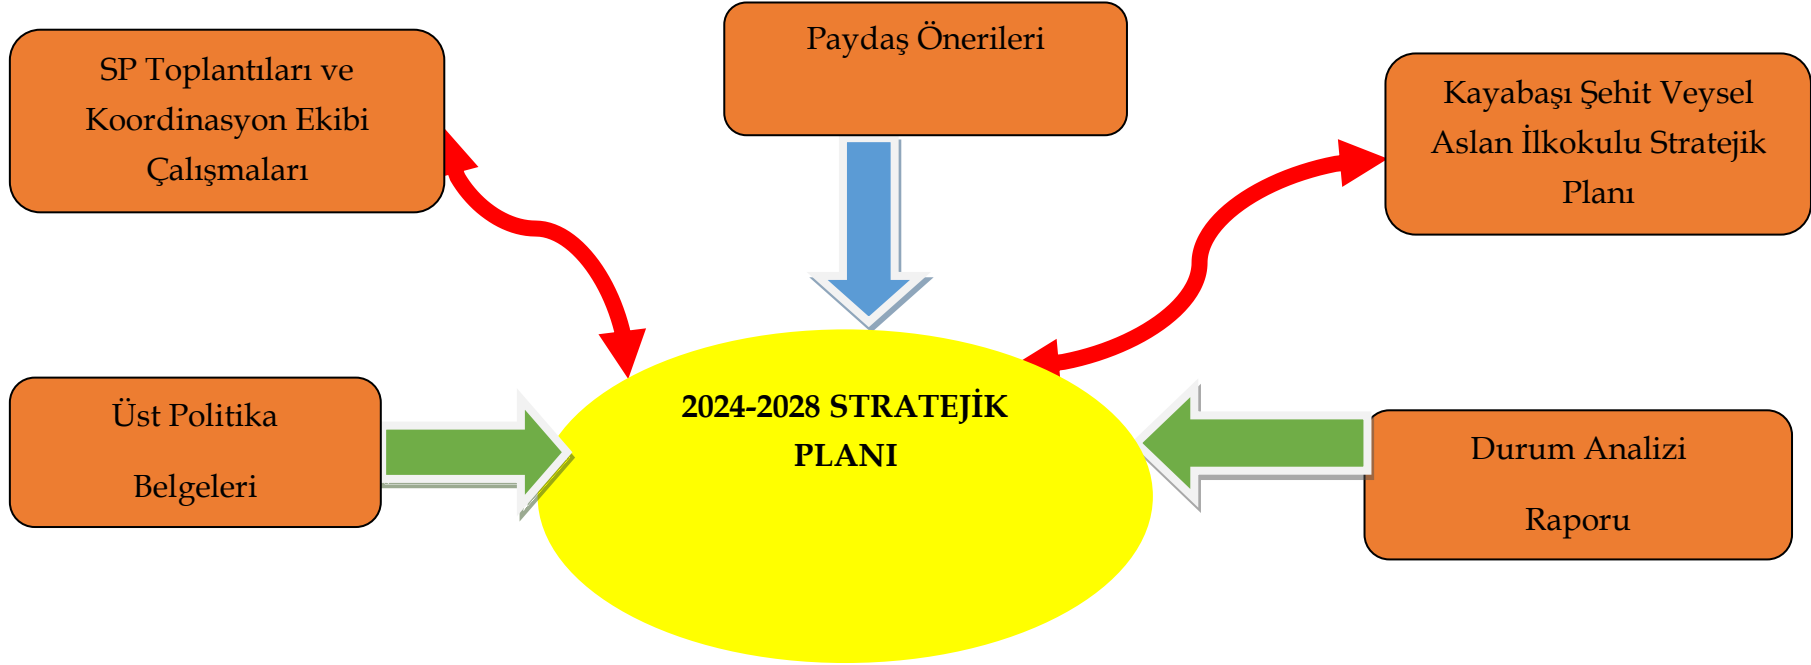 SP Toplantıları ve
Koordinasyon Ekibi
Çalışmaları
Paydaş Önerileri
Kayabaşı Şehit Veysel
Aslan İlkokulu Stratejik
Planı
Üst Politika
Belgeleri
2024-2028 STRATEJİK
PLANI
Durum Analizi
Raporu